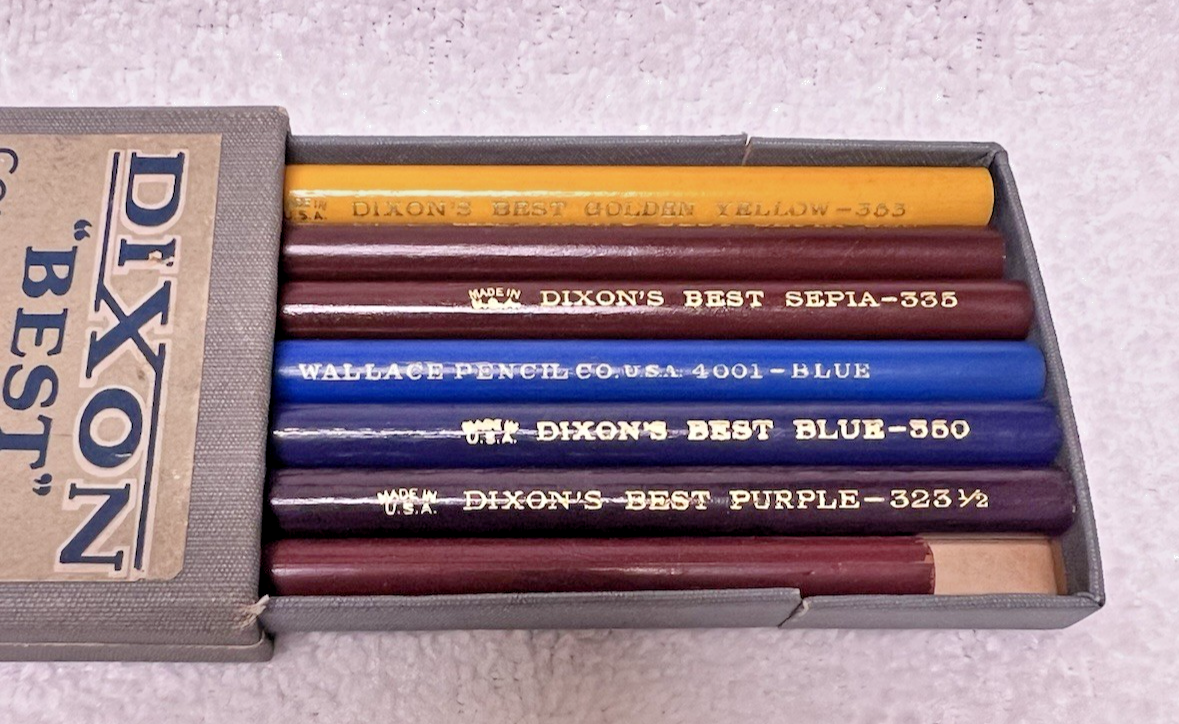 DIXON
"BEST"
MADE IN
U.S.A. DIXON'S BEST GOLDEN YELLOW-383
MADE IN
U.S.A. DIXON'S BEST SEPIA-335
WALLACE PENCIL CO. U.S.A. 4001-BLUE
MADE IN
U.S.A. DIXON'S BEST BLUE-350
MADE IN
U.S.A. DIXON'S BEST PURPLE-323½